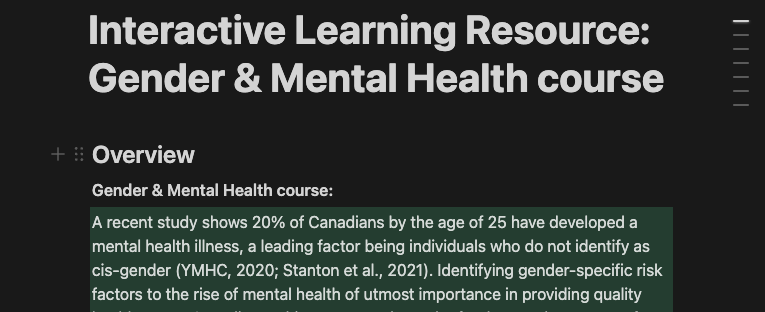 Interactive Learning Resource:
Gender & Mental Health course
Overview
Gender & Mental Health course:
A recent study shows 20% of Canadians by the age of 25 have developed a
mental health illness, a leading factor being individuals who do not identify as
cis-gender (YMHC, 2020; Stanton et al., 2021). Identifying gender-specific risk
factors to the rise of mental health of utmost importance in providing quality